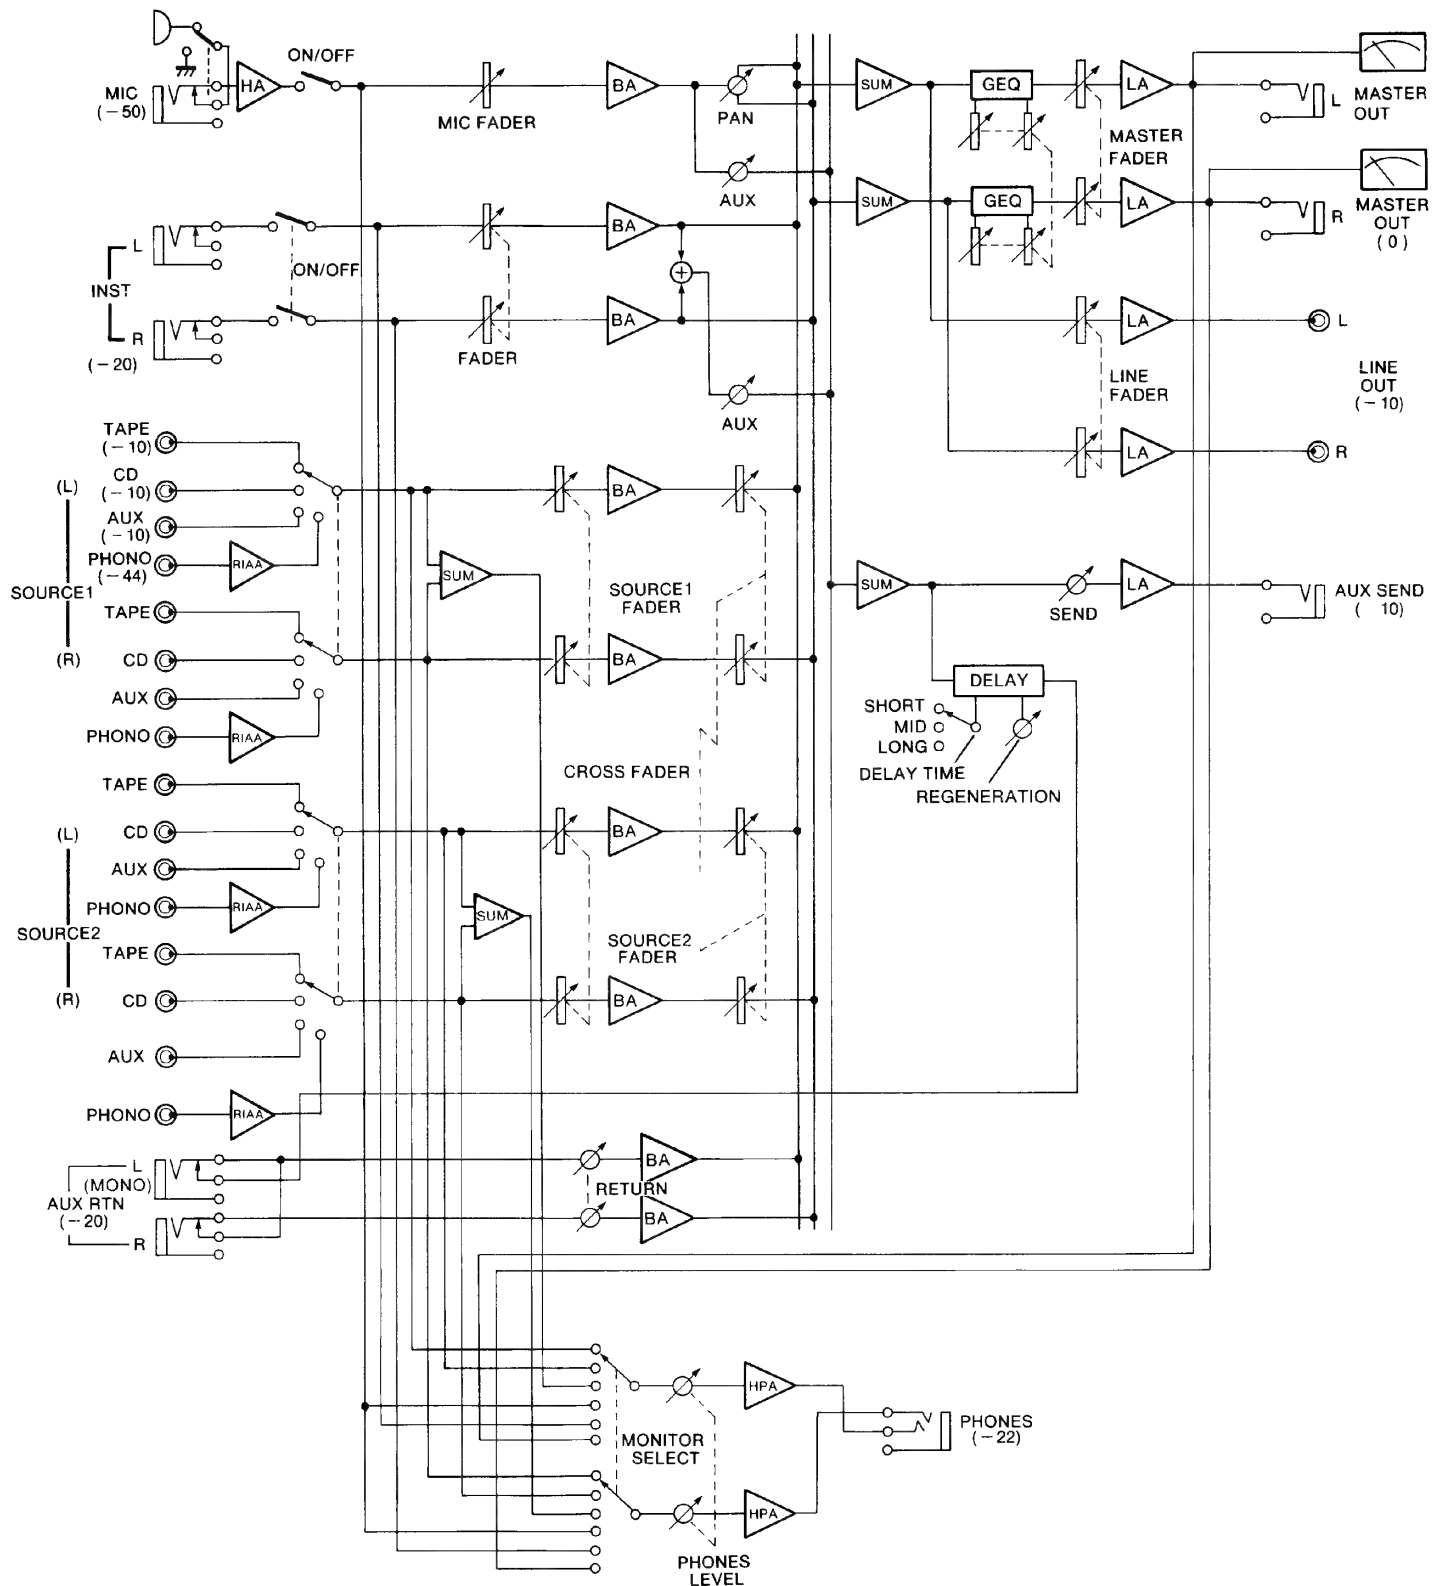 ON/OFF
HA
MIC
(−50)
MIC FADER
BA
PAN
AUX
SUM
GEQ
LA
MASTER
FADER
L
MASTER
OUT
SUM
GEQ
LA
R
MASTER
OUT
(0)
L
INST
R
(−20)
ON/OFF
FADER
BA
BA
+
AUX
LA
L
LINE
FADER
LINE
OUT
(−10)
LA
R
TAPE
(−10)
CD
(−10)
AUX
(−10)
PHONO
(−44)
RIAA
(L)
SOURCE1
(R)
TAPE
CD
AUX
PHONO
RIAA
SUM
BA
SOURCE1
FADER
BA
CROSS FADER
SUM
SEND
LA
AUX SEND
( 10)
DELAY
SHORT
MID
LONG
DELAY TIME
REGENERATION
TAPE
CD
AUX
PHONO
RIAA
(L)
SOURCE2
(R)
TAPE
CD
AUX
PHONO
RIAA
SUM
BA
SOURCE2
FADER
BA
L
(MONO)
AUX RTN
(−20)
R
RETURN
BA
BA
MONITOR
SELECT
HPA
HPA
PHONES
(−22)
PHONES
LEVEL